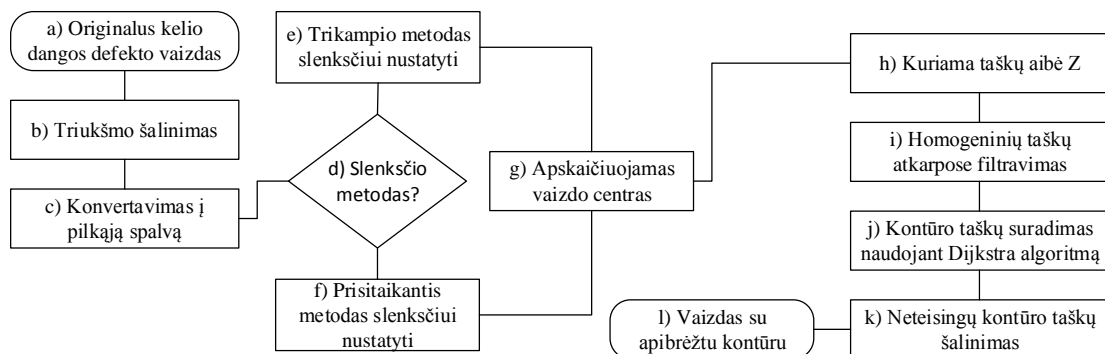 a) Originalus kelio
dangos defekto vaizdas
b) Triukšmo šalinimas
c) Konvertavimas į
pilkąją spalvą
d) Slenksčio
metodas?
e) Trikampio metodas
slenksčiui nustatyti
f) Prisitaikantis
metodas slenksčiui
nustatyti
g) Apskaičiuojamas
vaizdo centras
h) Kuriama taškų aibė Z
i) Homogeninių taškų
atkarpose filtravimas
j) Kontūro taškų suradimas
naudojant Dijkstra algoritmą
k) Neteisingų kontūro taškų
šalinimas
l) Vaizdas su
apibrėžtu kontūru